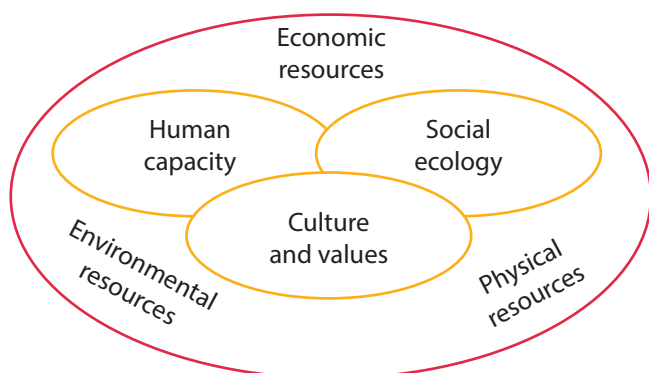 Economic
resources
Human
capacity
Social
ecology
Culture
and values
Environmental
resources
Physical
resources